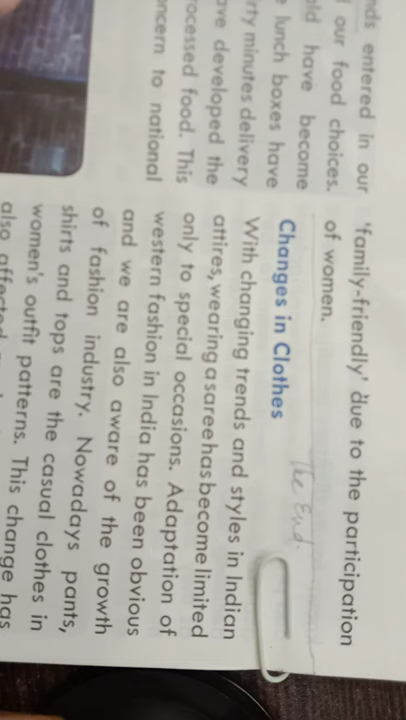 nds entered in our
our food choices.
have become
lunch boxes have
minutes delivery
developed the
food. This
to national
'family-friendly' due to the participation
of women.
The End.
Changes in Clothes
With changing trends and styles in Indian
attires, wearing a saree has become limited
only to special occasions. Adaptation of
western fashion in India has been obvious
and we are also aware of the growth
of fashion industry. Nowadays pants,
shirts and tops are the casual clothes in
women's outfit patterns. This change has
also affected